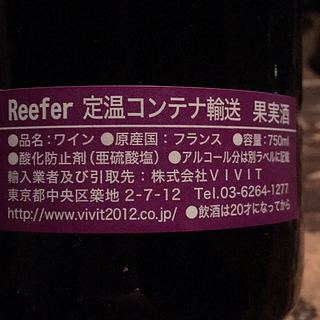 Reefer 定温コンテナ輸送 果実酒
●品名：ワイン ●原産国：フランス ●容量：750ml
●酸化防止剤（亜硫酸塩） ●アルコール分は別ラベルに記載
輸入業者及び引取先：株式会社ＶＩＶＩＴ
東京都中央区築地 2-7-12 Tel.03-6264-1277
http://www.vivit2012.co.jp/ ●飲酒は20才になってから